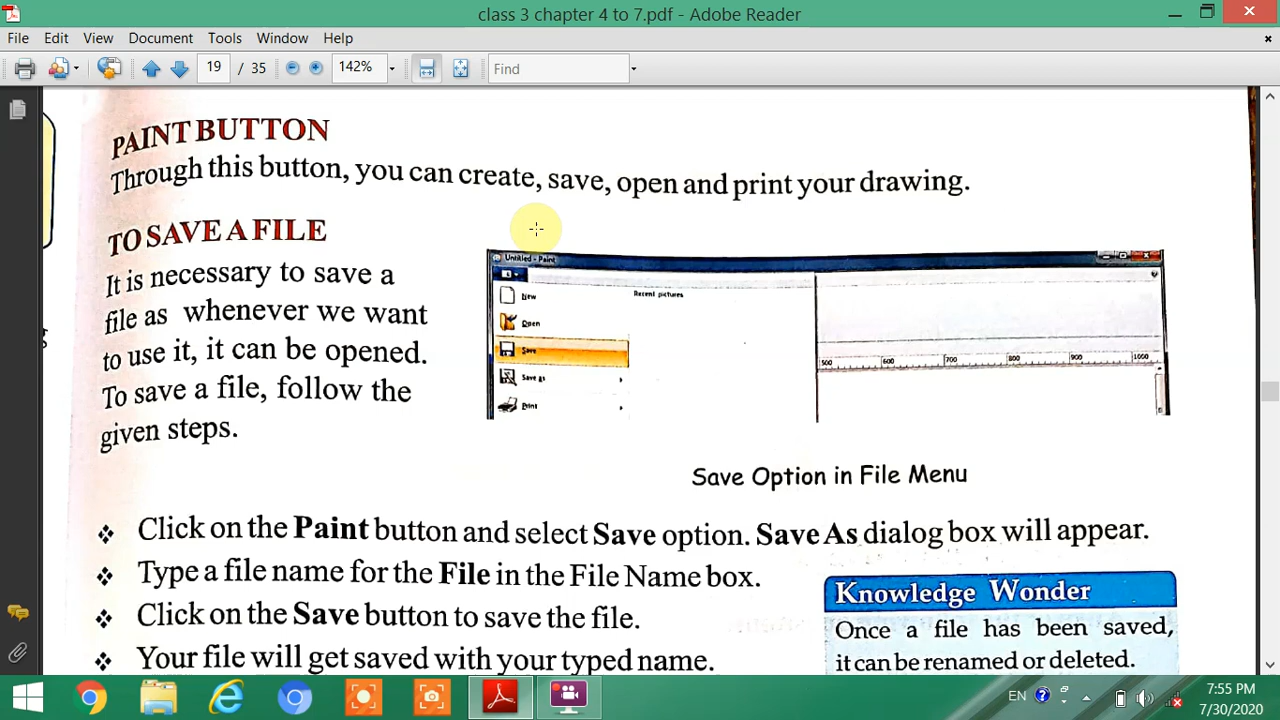 class 3 chapter 4 to 7.pdf - Adobe Reader
File Edit View Document Tools Window Help
19 / 35 142% Find
PAINT BUTTON
Through this button, you can create, save, open and print your drawing.
TO SAVE A FILE
It is necessary to save a
file as whenever we want
to use it, it can be opened.
To save a file, follow the
given steps.
Untitled - Paint
New
Recent pictures
Open
Save
Save as
Print
500 600 700 800 900 1000
Save Option in File Menu
❖ Click on the Paint button and select Save option. Save As dialog box will appear.
❖ Type a file name for the File in the File Name box.
❖ Click on the Save button to save the file.
❖ Your file will get saved with your typed name.
Knowledge Wonder
Once a file has been saved,
it can be renamed or deleted.
EN
7:55 PM
7/30/2020